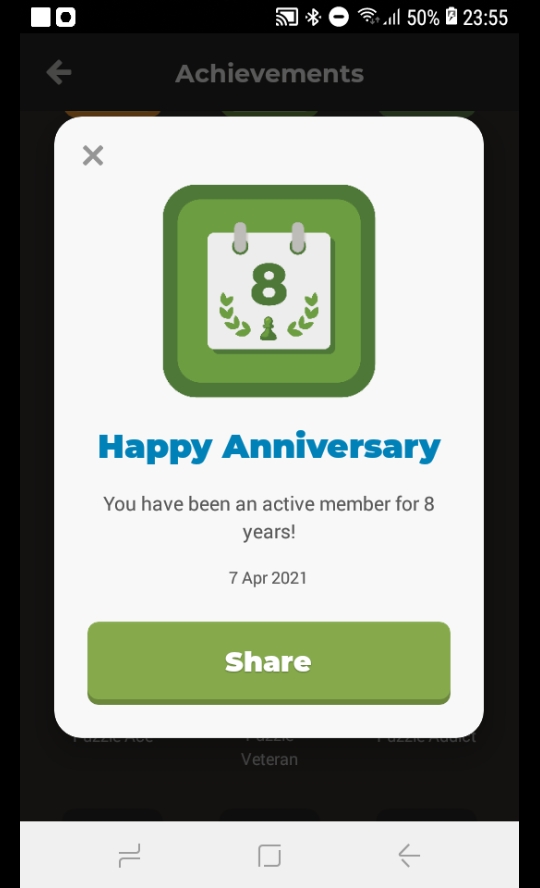 50% 23:55
Achievements
8
Happy Anniversary
You have been an active member for 8
years!
7 Apr 2021
Share
Puzzle Ace Puzzle Puzzle Addict
Veteran